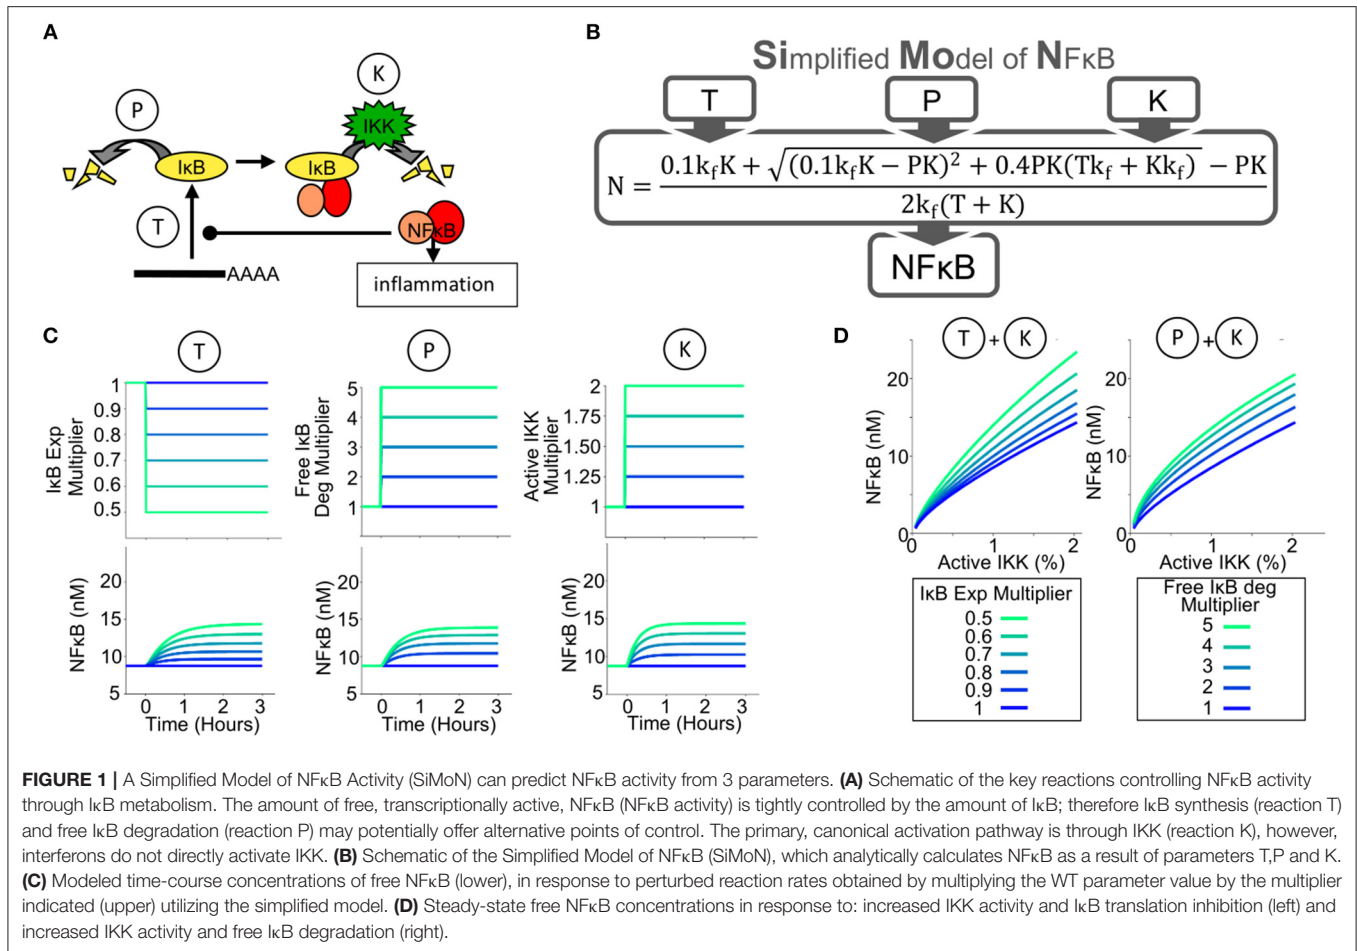 A
P
K
IKK
IκB
IκB
T
NFκB
AAAA
inflammation
B
Simplified Model of NFκB
T
P
K
N = \frac{0.1k_fK + \sqrt{(0.1k_fK − PK)^2 + 0.4PK(Tk_f + Kk_f)} − PK}{2k_f(T + K)}
NFκB
C
T
IκB Exp
Multiplier
1
0.9
0.8
0.7
0.6
0.5
NFκB (nM)
20
15
10
5
0 1 2 3
Time (Hours)
P
Free IκB
Deg Multiplier
5
4
3
2
1
NFκB (nM)
20
15
10
5
0 1 2 3
Time (Hours)
K
Active IKK
Multiplier
2
1.75
1.50
1.25
1
NFκB (nM)
20
15
10
5
0 1 2 3
Time (Hours)
D
T + K
NFκB (nM)
20
10
0
0 1 2
Active IKK (%)
IκB Exp Multiplier
0.5
0.6
0.7
0.8
0.9
1
P + K
NFκB (nM)
20
10
0
0 1 2
Active IKK (%)
Free IκB deg
Multiplier
5
4
3
2
1
FIGURE 1 | A Simplified Model of NFκB Activity (SiMoN) can predict NFκB activity from 3 parameters. (A) Schematic of the key reactions controlling NFκB activity
through IκB metabolism. The amount of free, transcriptionally active, NFκB (NFκB activity) is tightly controlled by the amount of IκB; therefore IκB synthesis (reaction T)
and free IκB degradation (reaction P) may potentially offer alternative points of control. The primary, canonical activation pathway is through IKK (reaction K), however,
interferons do not directly activate IKK. (B) Schematic of the Simplified Model of NFκB (SiMoN), which analytically calculates NFκB as a result of parameters T,P and K.
(C) Modeled time-course concentrations of free NFκB (lower), in response to perturbed reaction rates obtained by multiplying the WT parameter value by the multiplier
indicated (upper) utilizing the simplified model. (D) Steady-state free NFκB concentrations in response to: increased IKK activity and IκB translation inhibition (left) and
increased IKK activity and free IκB degradation (right).